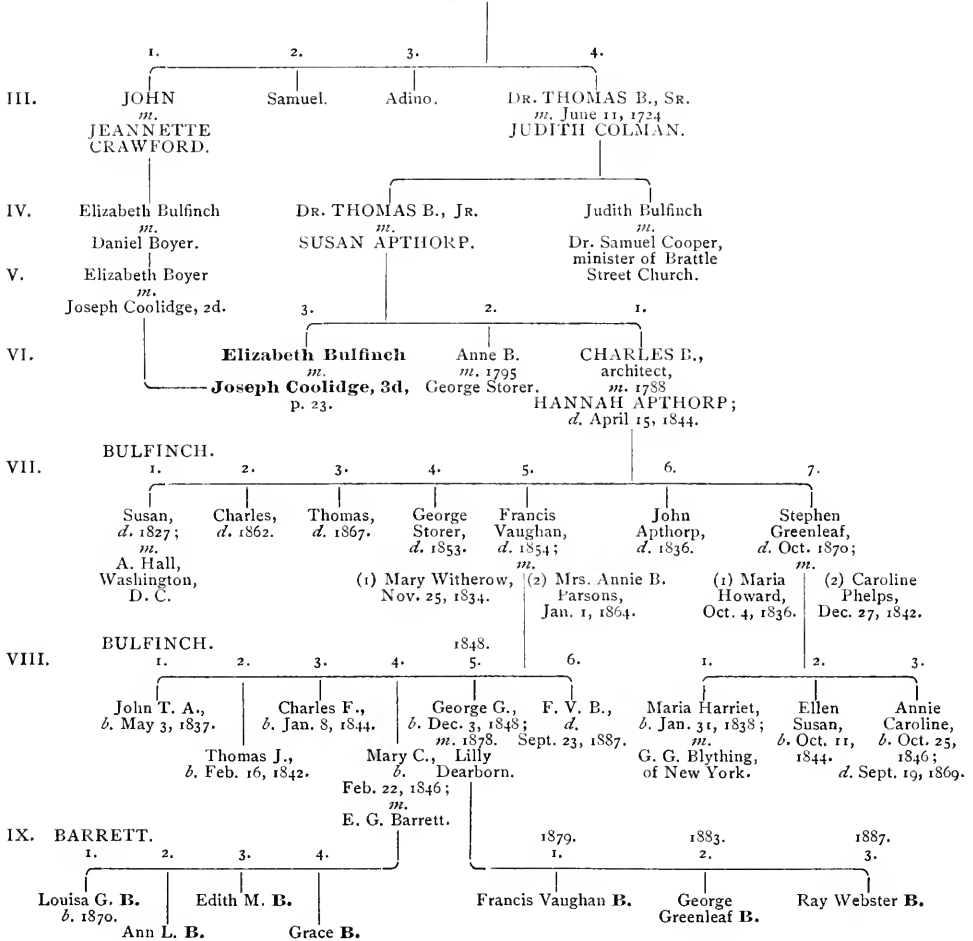 1. 2. 3. 4.
III. JOHN Samuel. Adino. DR. THOMAS B., SR.
m. m. June 11, 1724
JEANNETTE JUDITH COLMAN.
CRAWFORD.
IV. Elizabeth Bulfinch DR. THOMAS B., JR. Judith Bulfinch
m. m. m.
Daniel Boyer. SUSAN APTHORP. Dr. Samuel Cooper,
minister of Brattle
V. Elizabeth Boyer Street Church.
m.
Joseph Coolidge, 2d. 3. 2. 1.
VI. Elizabeth Bulfinch Anne B. CHARLES B.,
m. m. 1795 architect,
Joseph Coolidge, 3d, George Storer. m. 1788
p. 23. HANNAH APTHORP;
d. April 15, 1844.
BULFINCH.
VII. 1. 2. 3. 4. 5. 6. 7.
Susan, Charles, Thomas, George Francis John Stephen
d. 1827; d. 1862. d. 1867. Storer, Vaughan, Apthorp, Greenleaf,
m. d. 1853. d. 1854; d. 1836. d. Oct. 1870;
A. Hall, m. m.
Washington, (1) Mary Witherow, (2) Mrs. Annie B. (1) Maria (2) Caroline
D. C. Nov. 25, 1834. Parsons, Howard, Phelps,
Jan. 1, 1864. Oct. 4, 1836. Dec. 27, 1842.
BULFINCH. 1848.
VIII. 1. 2. 3. 4. 5. 6. 1. 2. 3.
John T. A., Charles F., George G., F. V. B., Maria Harriet, Ellen Annie
b. May 3, 1837. b. Jan. 8, 1844. b. Dec. 3, 1848; d. b. Jan. 31, 1838; Susan, Caroline,
m. 1878. Sept. 23, 1887. m. b. Oct. 11, b. Oct. 25,
Thomas J., Mary C., Lilly G. G. Blything, 1844. 1846;
b. Feb. 16, 1842. b. Dearborn. of New York. d. Sept. 19, 1869.
Feb. 22, 1846;
m.
E. G. Barrett.
IX. BARRETT. 1879. 1883. 1887.
1. 2. 3. 4. 1. 2. 3.
Louisa G. B. Edith M. B. Francis Vaughan B. George Ray Webster B.
b. 1870. Greenleaf B.
Ann L. B. Grace B.